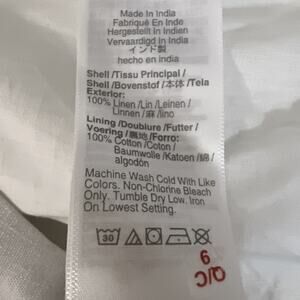 Made In India
Fabriqué En Inde
Hergestellt in Indien
Vervaardigd in India
インド製
hecho en india
Shell /Tissu Principal /
Shell /Bovenstof /本体 /Tela
Exterior:
100% Linen /Lin /Leinen /
Linnen /麻 /lino
Lining /Doublure /Futter /
Voering /裏地 /Forro:
100% Cotton /Coton /
Baumwolle /Katoen /綿 /
algodón
Machine Wash Cold With Like
Colors. Non-Chlorine Bleach
Only. Tumble Dry Low. Iron
On Lowest Setting.
30
QIC
9